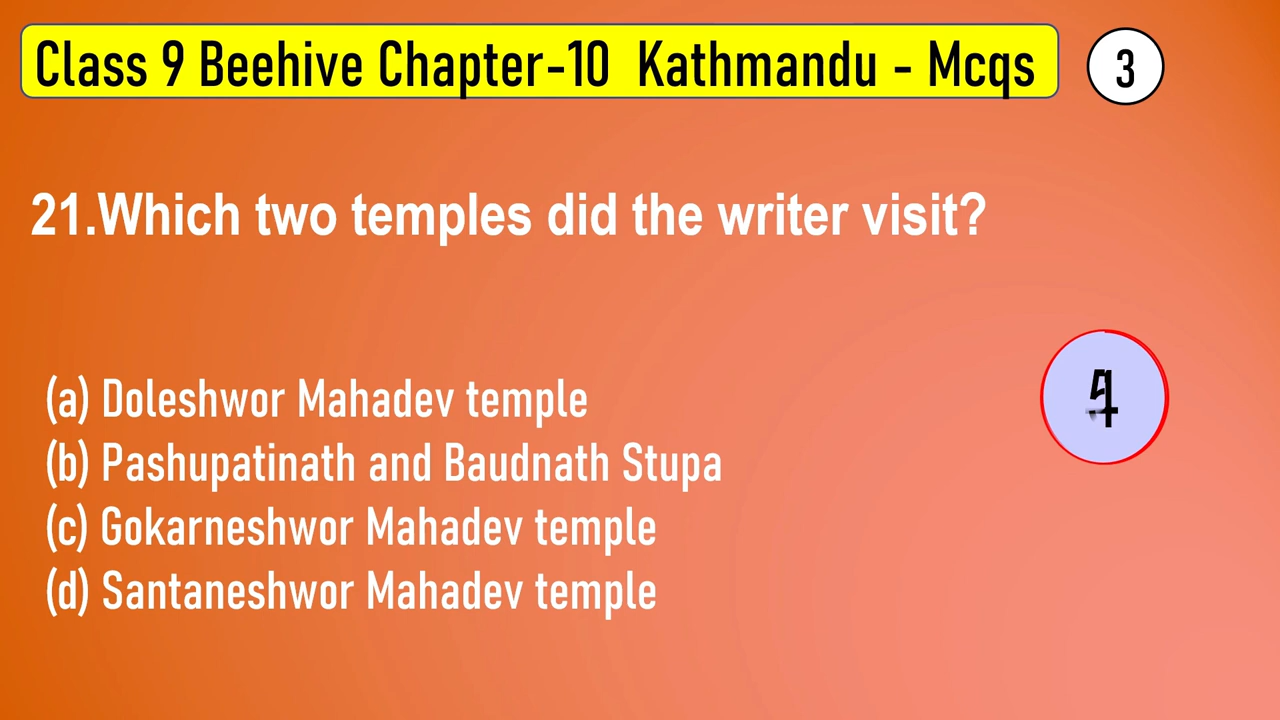 Class 9 Beehive Chapter-10 Kathmandu - Mcqs
3
21.Which two temples did the writer visit?
(a) Doleshwor Mahadev temple
(b) Pashupatinath and Baudnath Stupa
(c) Gokarneshwor Mahadev temple
(d) Santaneshwor Mahadev temple